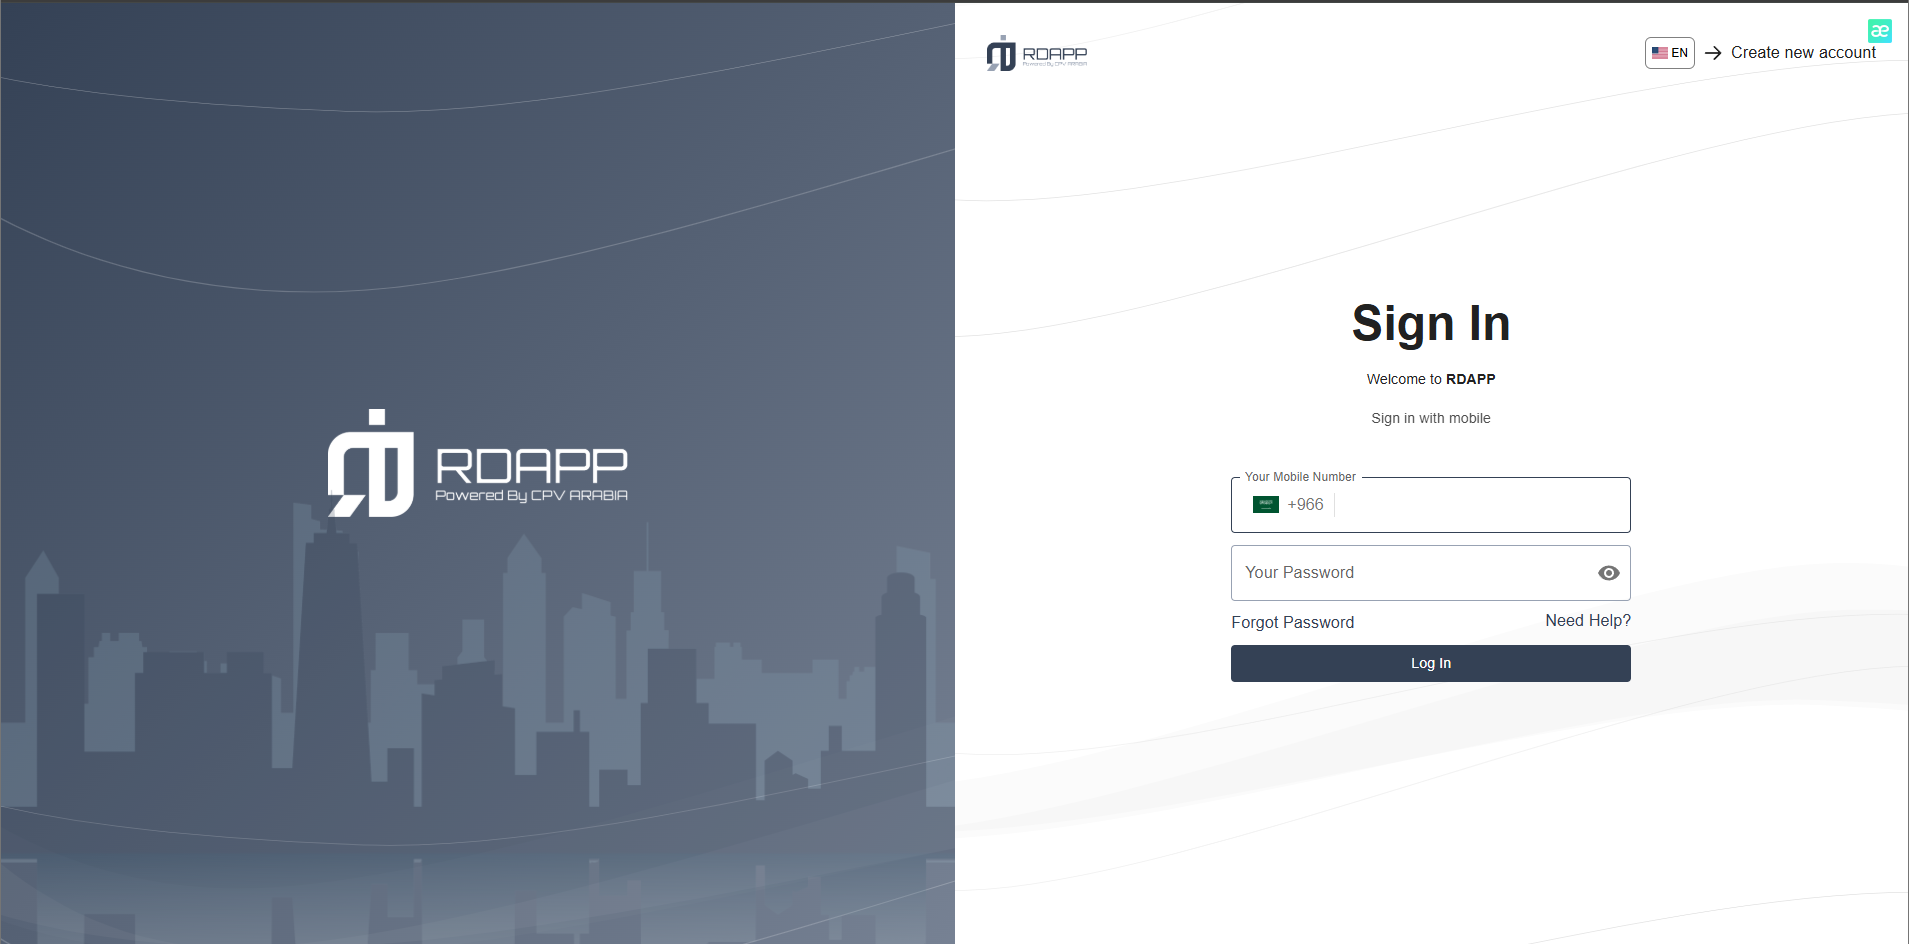 RDAPP
Powered By CPV ARABIA
RDAPP
Powered By CPV ARABIA
EN
Create new account
æ
Sign In
Welcome to RDAPP
Sign in with mobile
Your Mobile Number
+966
Your Password
Forgot Password
Need Help?
Log In